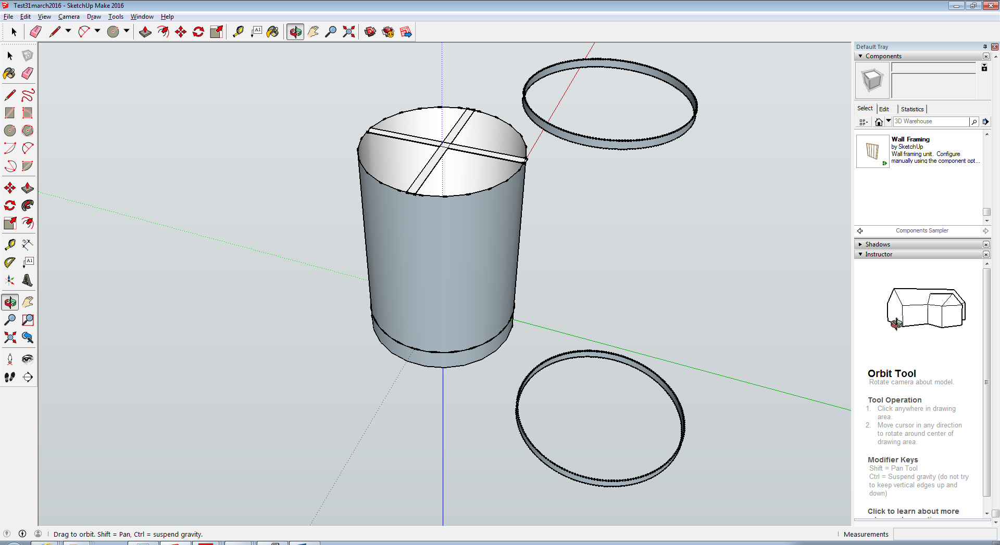 Test31march2016 - SketchUp Make 2016
File Edit View Camera Draw Tools Window Help
A1
Default Tray
Components
Select Edit Statistics
3D Warehouse
Wall Framing
by SketchUp
Wall framing unit. Configure
manually using the component opt...
Components Sampler
Shadows
Instructor
A1
Orbit Tool
Rotate camera about model.
Tool Operation
1. Click anywhere in drawing
area.
2. Move cursor in any direction
to rotate around center of
drawing area.
Modifier Keys
Shift = Pan Tool
Ctrl = Suspend gravity (do not try
to keep vertical edges up and
down)
Click to learn about more
Drag to orbit. Shift = Pan, Ctrl = suspend gravity.
Measurements